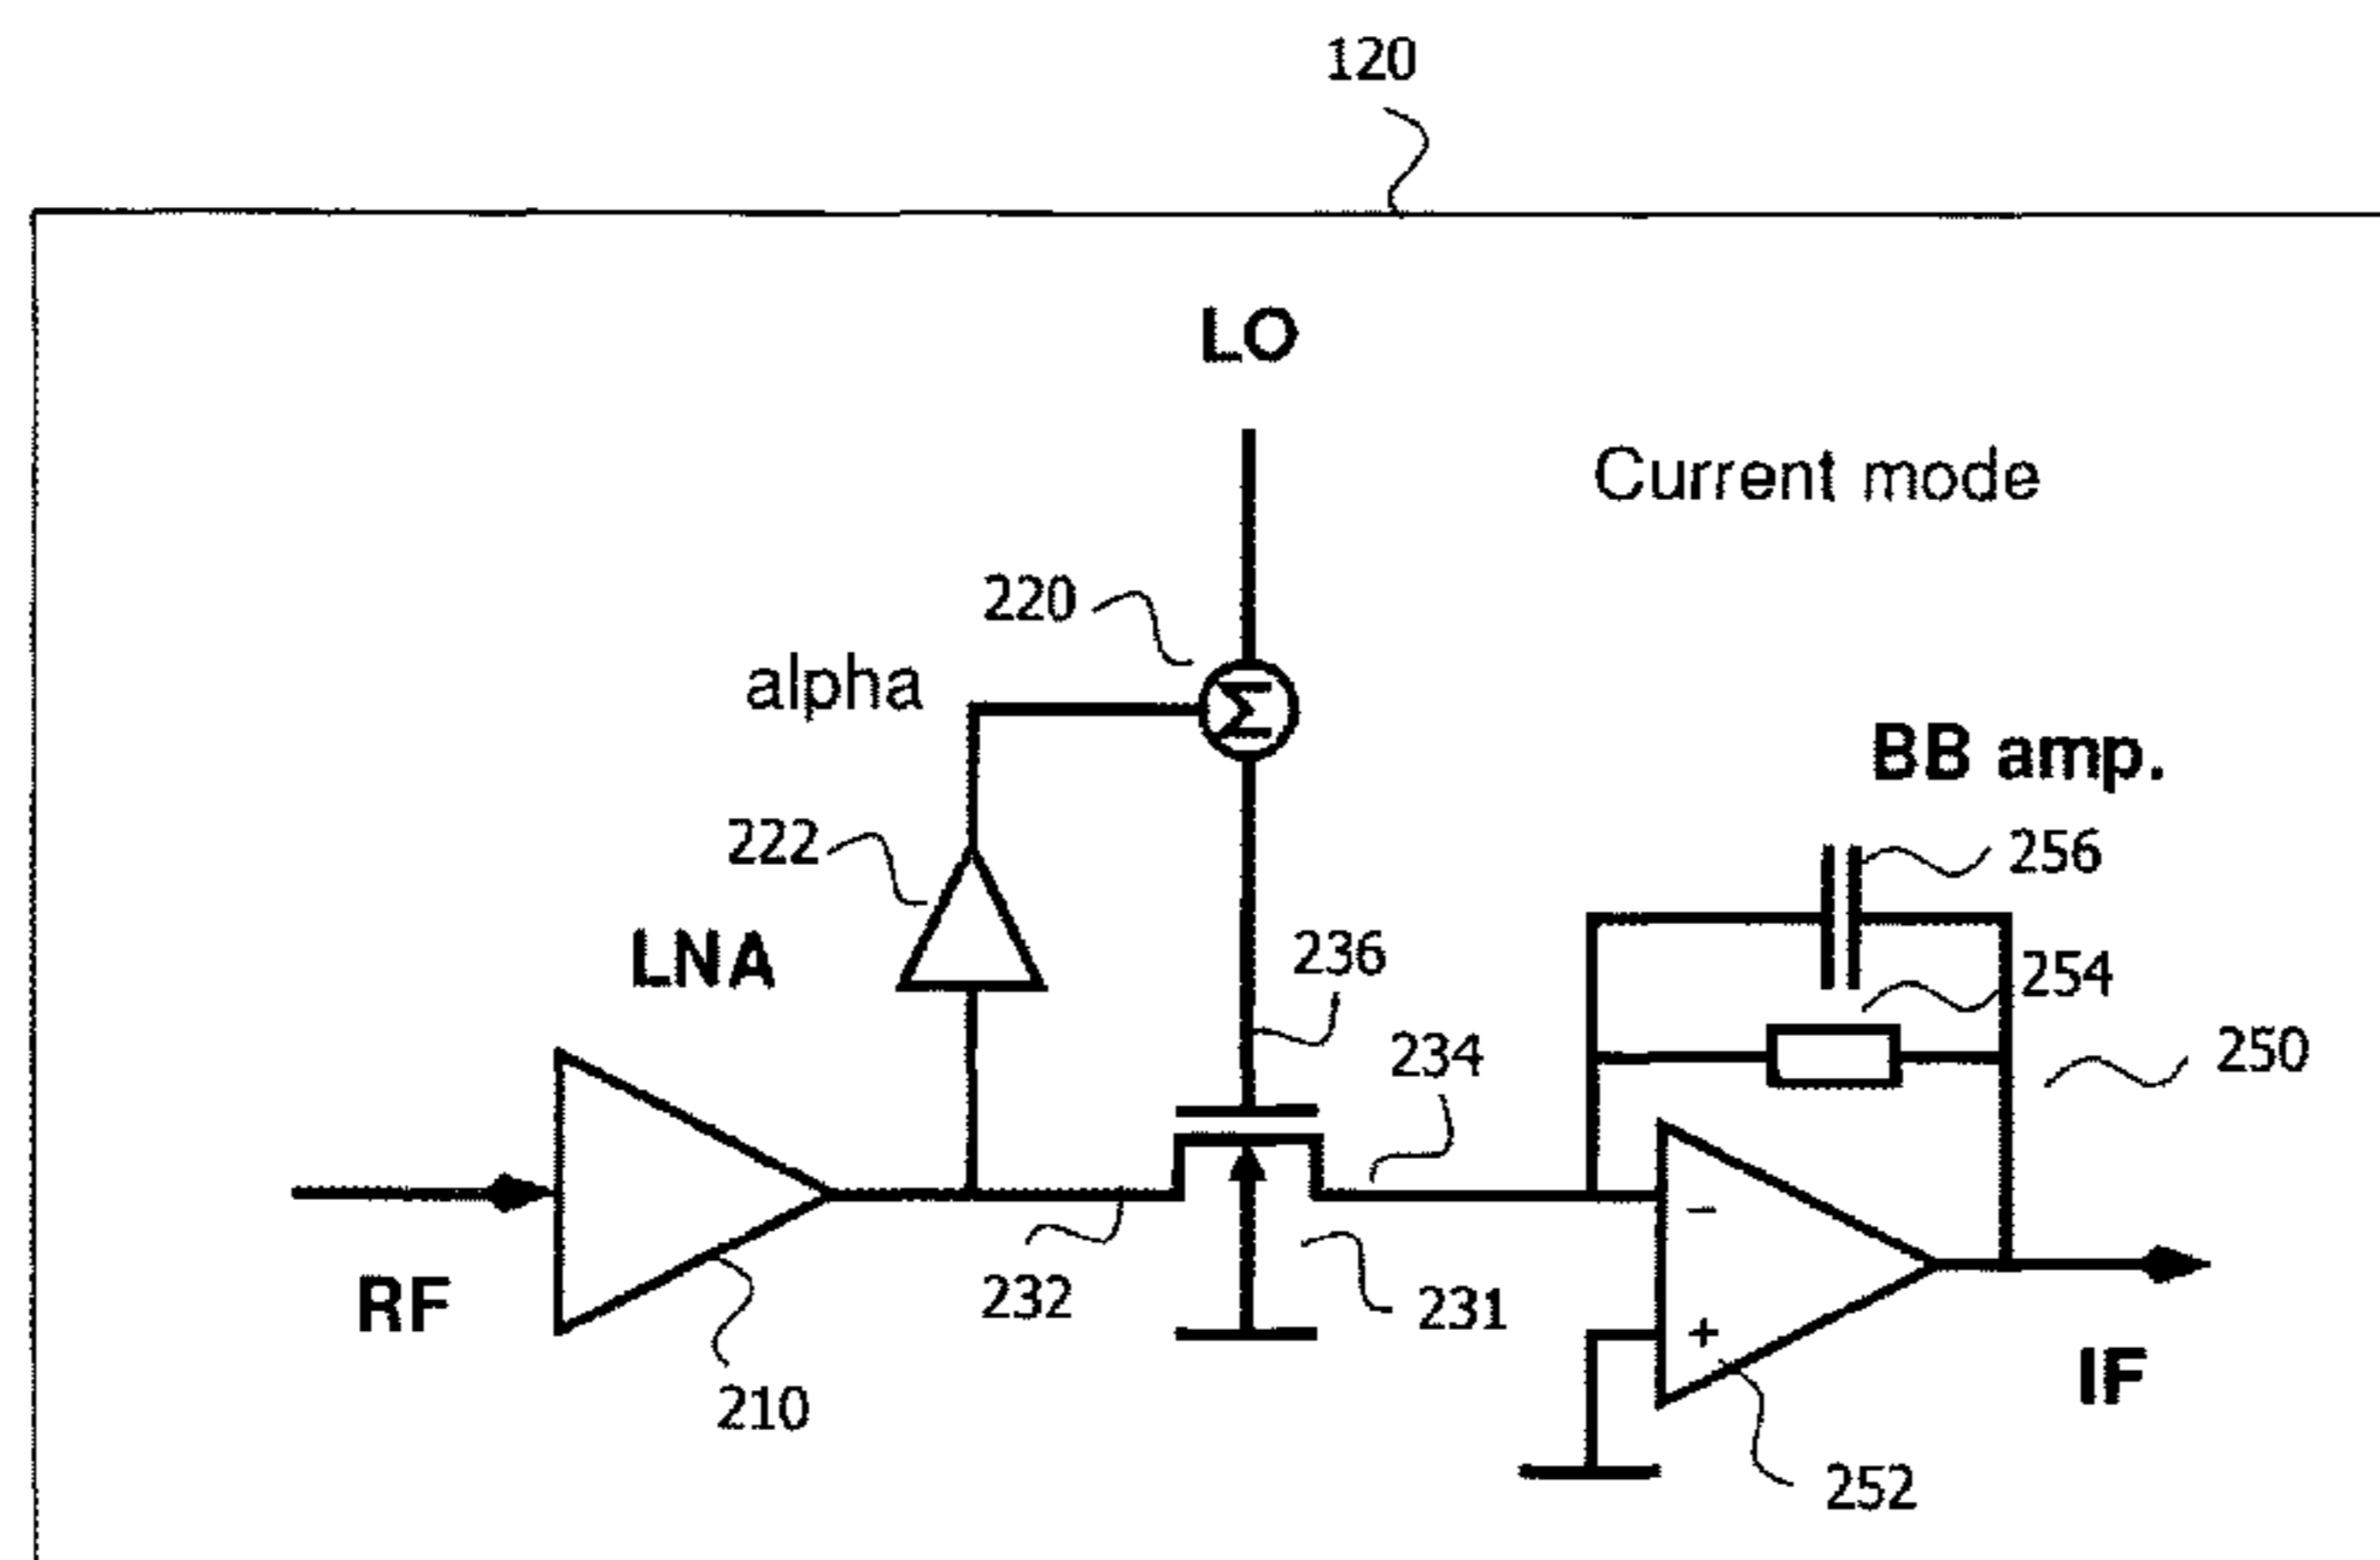 120
LO
Current mode
220
Σ
alpha
BB amp.
222
256
LNA
236
254
234
250
−
RF
232
231
+
IF
210
252